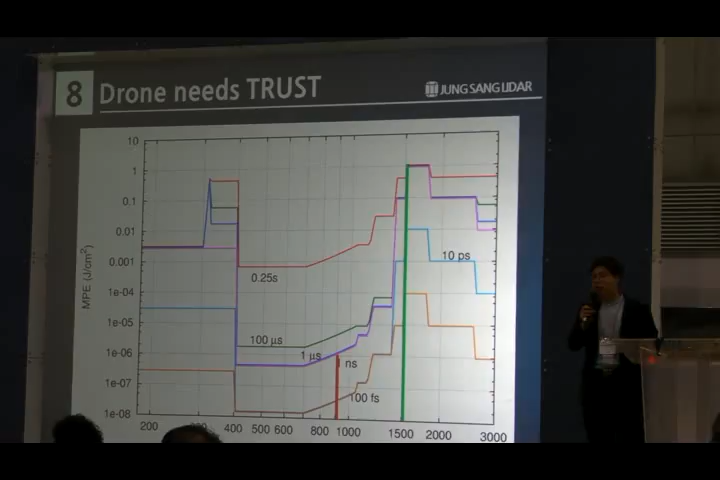 8 Drone needs TRUST
JUNG SANG LIDAR
10
1
0.1
0.01
0.001
1e-04
1e-05
1e-06
1e-07
1e-08
MPE (J/cm²)
0.25s
10 ps
100 µs
1 µs
ns
100 fs
200 400 500 600 800 1000 1500 2000 3000